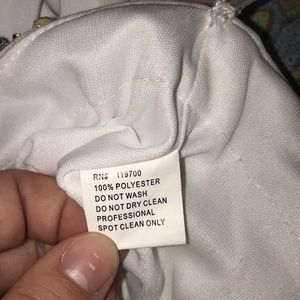 RN# 119700
100% POLYESTER
DO NOT WASH
DO NOT DRY CLEAN
PROFESSIONAL
SPOT CLEAN ONLY